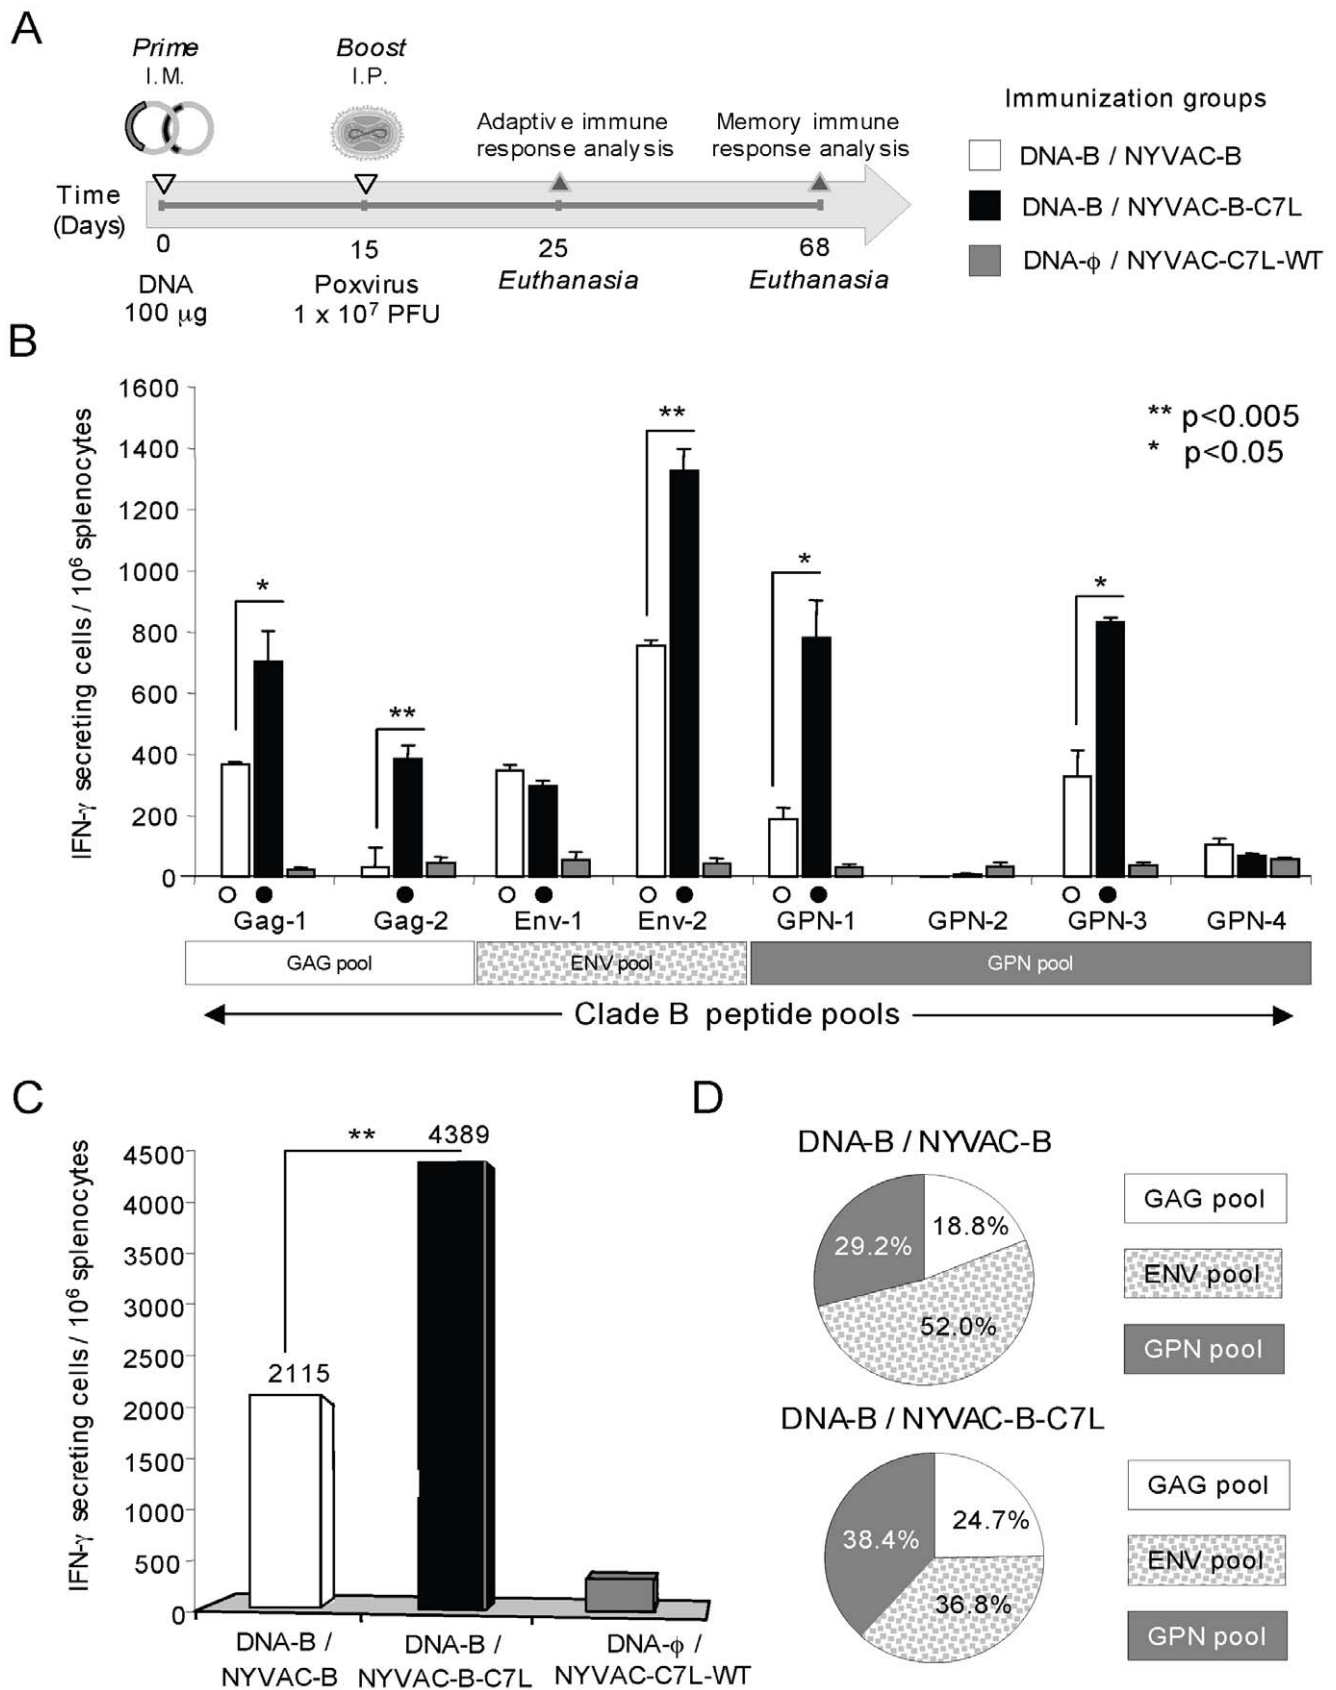 A
Prime
I.M.
Boost
I.P.
Adaptive immune
response analysis
Memory immune
response analysis
Time
(Days)
0
15
25
68
DNA
100 µg
Poxvirus
1 x 10⁷ PFU
Euthanasia
Euthanasia
Immunization groups
DNA-B / NYVAC-B
DNA-B / NYVAC-B-C7L
DNA-ϕ / NYVAC-C7L-WT
B
IFN-γ secreting cells / 10⁶ splenocytes
1600
1400
1200
1000
800
600
400
200
0
*
**
**
*
*
** p<0.005
* p<0.05
Gag-1
Gag-2
Env-1
Env-2
GPN-1
GPN-2
GPN-3
GPN-4
GAG pool
ENV pool
GPN pool
Clade B peptide pools
C
IFN-γ secreting cells / 10⁶ splenocytes
4500
4000
3500
3000
2500
2000
1500
1000
500
0
**
4389
2115
DNA-B /
NYVAC-B
DNA-B /
NYVAC-B-C7L
DNA-ϕ /
NYVAC-C7L-WT
D
DNA-B / NYVAC-B
18.8%
29.2%
52.0%
GAG pool
ENV pool
GPN pool
DNA-B / NYVAC-B-C7L
24.7%
38.4%
36.8%
GAG pool
ENV pool
GPN pool